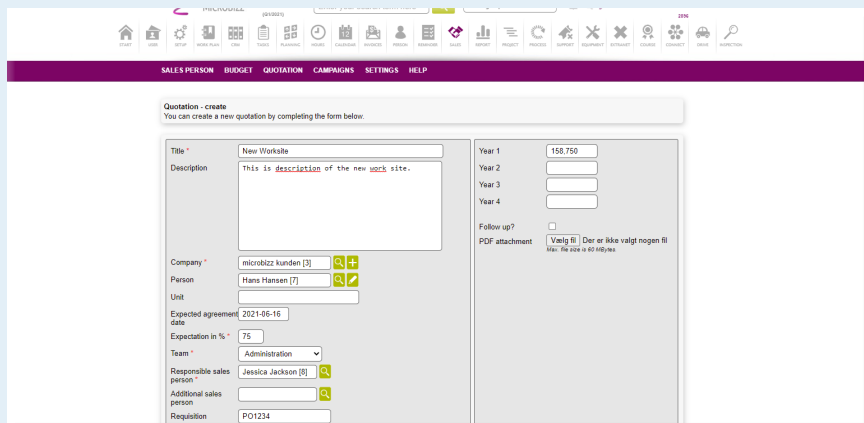 MICROBIZZ
(Q1/2021)
2056
START USER SETUP WORK PLAN CRM TODO PLANNING HOURS CALENDAR INVOICES PERSON REMINDER SALES REPORT PROJECT PROCESS SUPPORT EQUIPMENT EXTRANET COURSE CONNECT DRIVE INSPECTION
SALES PERSON BUDGET QUOTATION CAMPAIGNS SETTINGS HELP
Quotation - create
You can create a new quotation by completing the form below.
Title * New Worksite
Description This is description of the new work site.
Company * microbizz kunden [3]
Person Hans Hansen [7]
Unit
Expected agreement date 2021-06-16
Expectation in % * 75
Team * Administration
Responsible sales person * Jessica Jackson [8]
Additional sales person
Requisition PO1234
Year 1 158,750
Year 2
Year 3
Year 4
Follow up?
PDF attachment Vælg fil Der er ikke valgt nogen fil
Max. file size is 60 MBytes